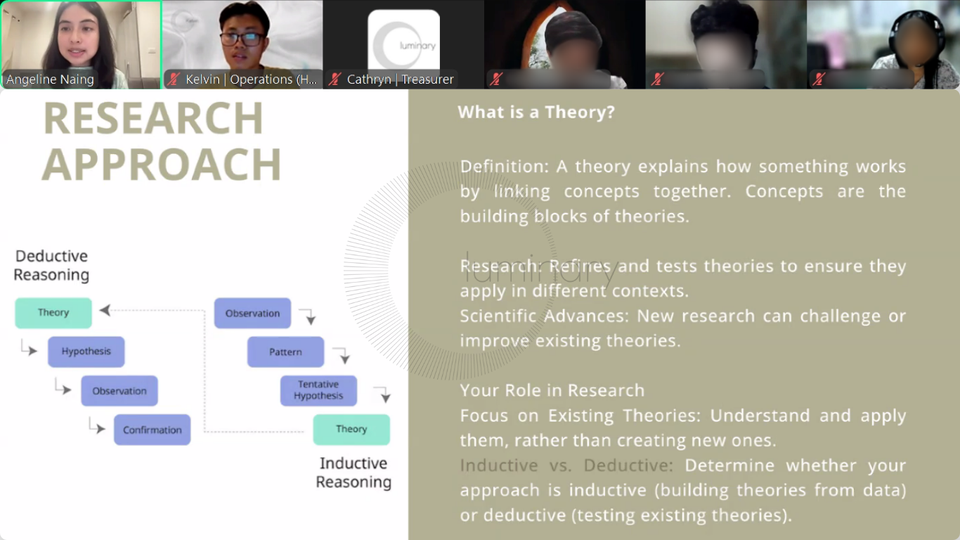 Angeline Naing
Kelvin | Operations (H...
luminary
Cathryn | Treasurer
RESEARCH
APPROACH
Deductive
Reasoning
Theory
Hypothesis
Observation
Confirmation
Observation
Pattern
Tentative
Hypothesis
Theory
Inductive
Reasoning
What is a Theory?
Definition: A theory explains how something works
by linking concepts together. Concepts are the
building blocks of theories.
Research: Refines and tests theories to ensure they
apply in different contexts.
Scientific Advances: New research can challenge or
improve existing theories.
Your Role in Research
Focus on Existing Theories: Understand and apply
them, rather than creating new ones.
Inductive vs. Deductive: Determine whether your
approach is inductive (building theories from data)
or deductive (testing existing theories).
luminary